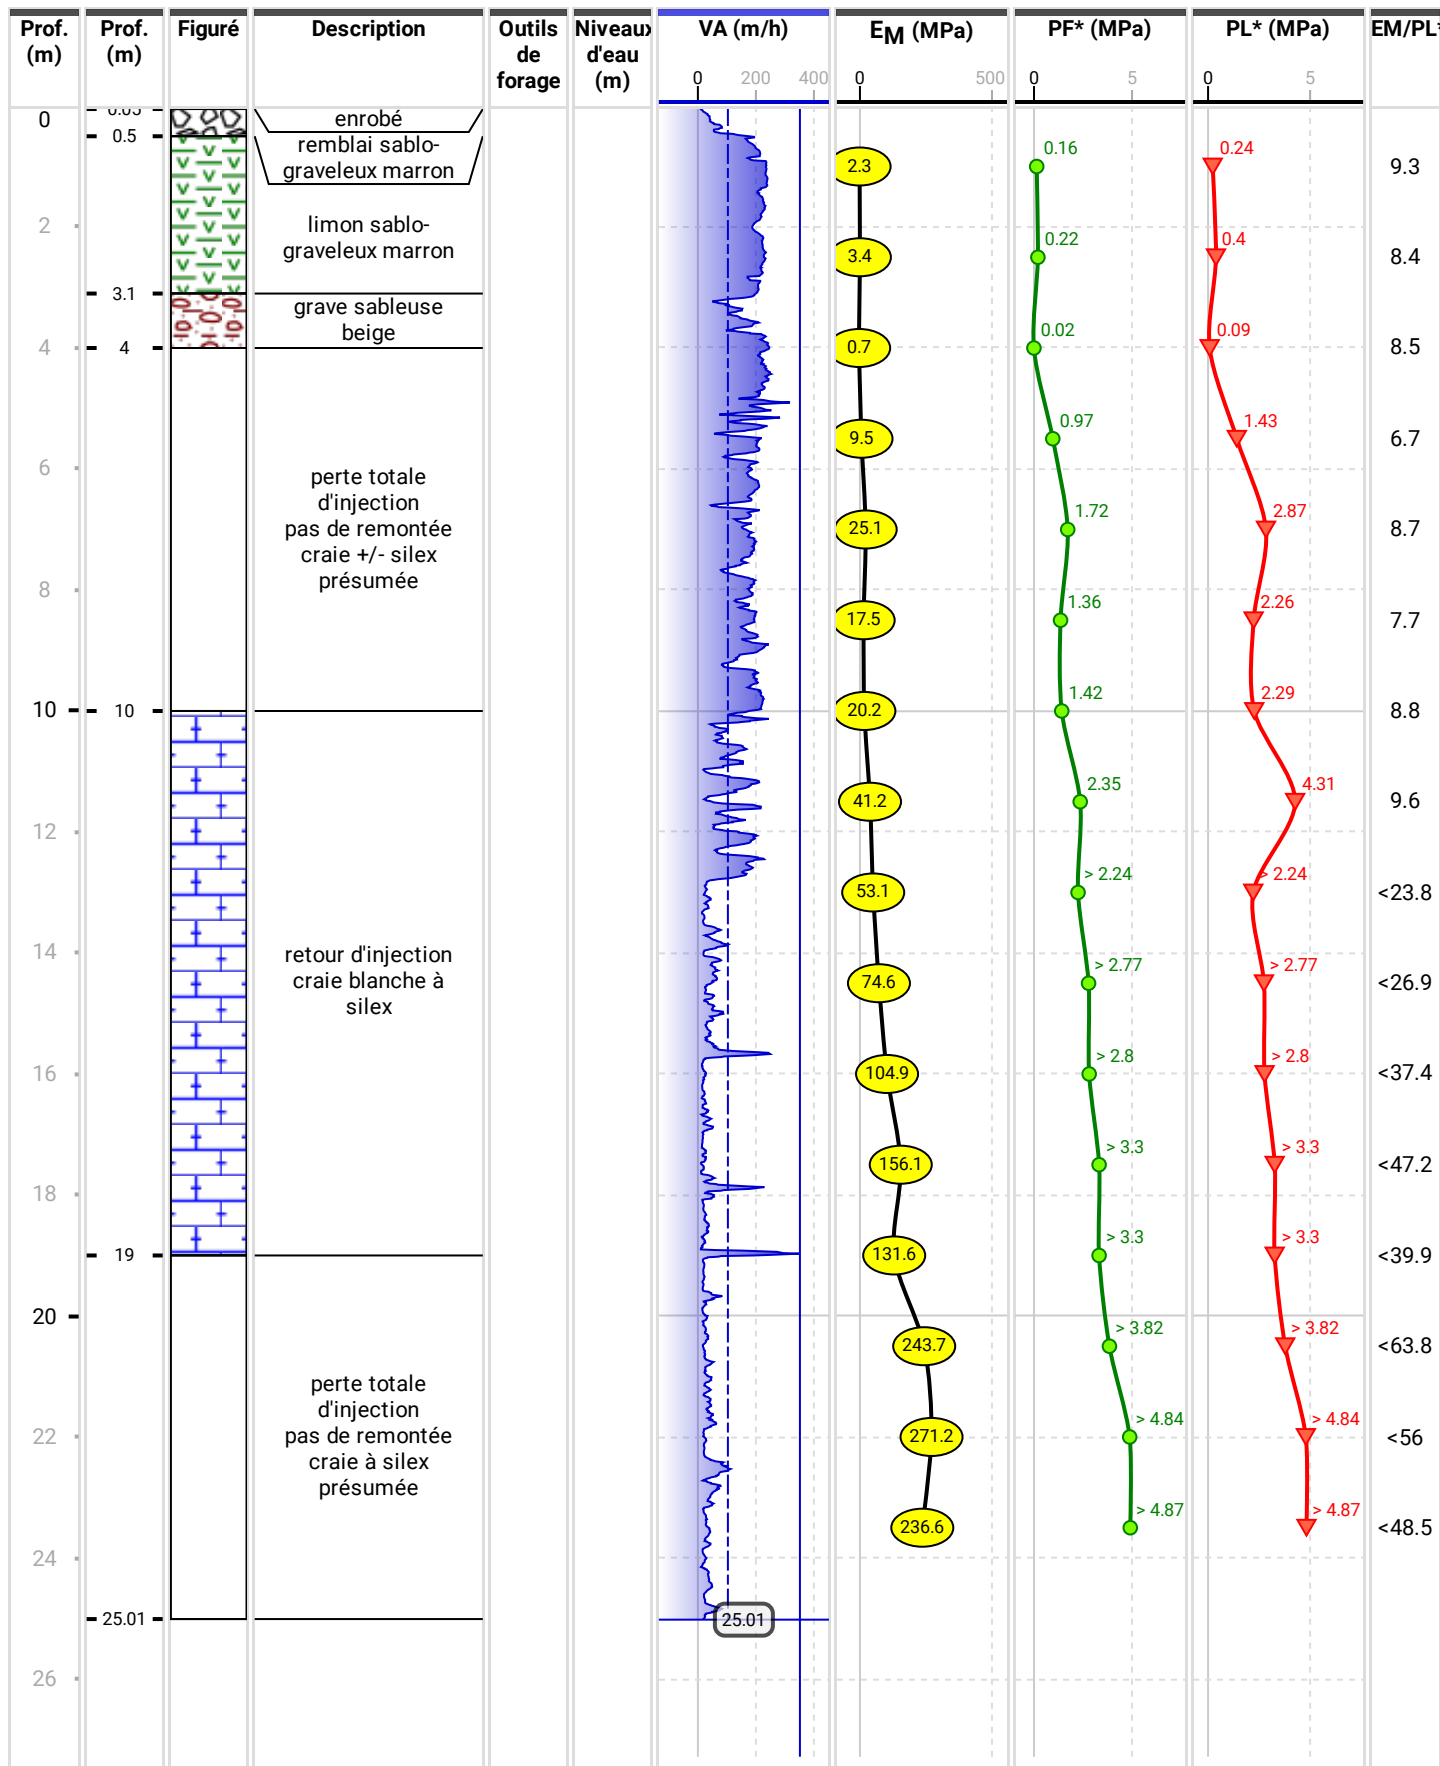 Prof. (m)
Prof. (m)
Figuré
Description
Outils de forage
Niveaux d'eau (m)
VA (m/h)
EM (MPa)
PF* (MPa)
PL* (MPa)
EM/PL*
0 200 400
0 500
0 5
0 5
0
2
4
6
8
10
12
14
16
18
20
22
24
26
0.05
0.5
3.1
4
10
19
25.01
enrobé
remblai sablo-
graveleux marron
limon sablo-
graveleux marron
grave sableuse
beige
perte totale
d'injection
pas de remontée
craie +/- silex
présumée
retour d'injection
craie blanche à
silex
perte totale
d'injection
pas de remontée
craie à silex
présumée
25.01
2.3
3.4
0.7
9.5
25.1
17.5
20.2
41.2
53.1
74.6
104.9
156.1
131.6
243.7
271.2
236.6
0.16
0.22
0.02
0.97
1.72
1.36
1.42
2.35
> 2.24
> 2.77
> 2.8
> 3.3
> 3.3
> 3.82
> 4.84
> 4.87
0.24
0.4
0.09
1.43
2.87
2.26
2.29
4.31
> 2.24
> 2.77
> 2.8
> 3.3
> 3.3
> 3.82
> 4.84
> 4.87
9.3
8.4
8.5
6.7
8.7
7.7
8.8
9.6
<23.8
<26.9
<37.4
<47.2
<39.9
<63.8
<56
<48.5